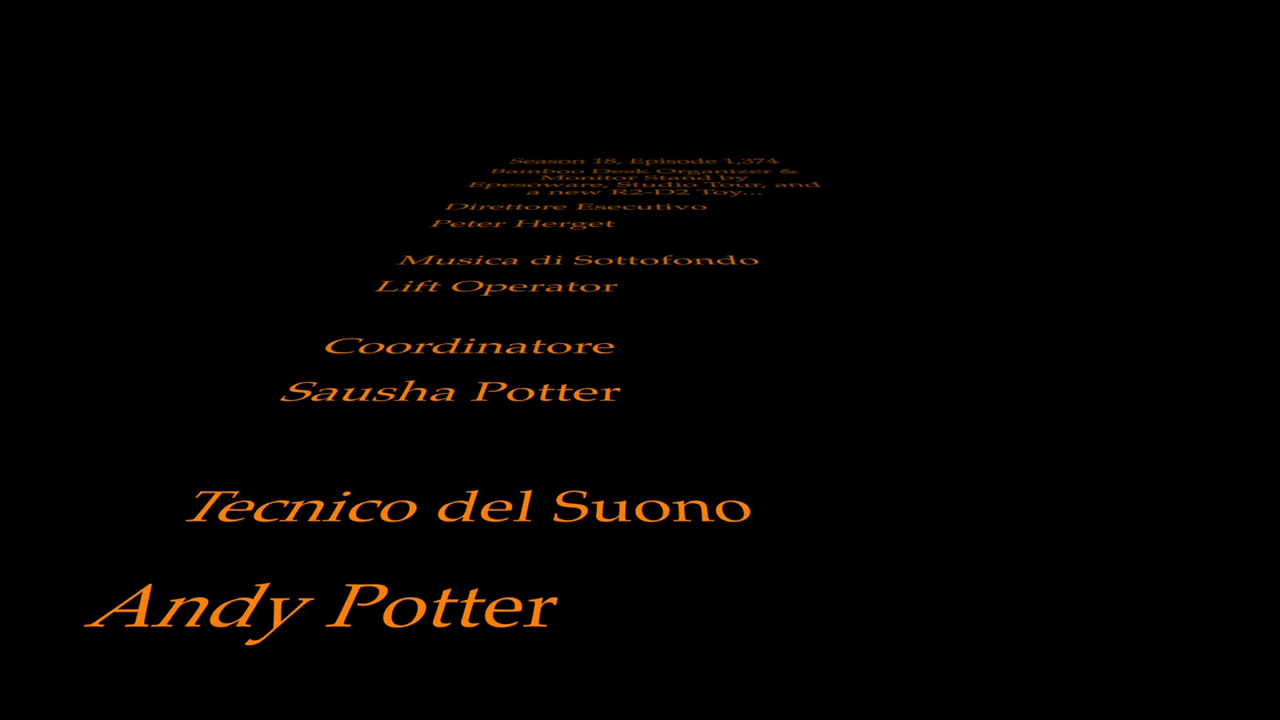 Season 18, Episode 1,374
Bamboo Desk Organizer &
Monitor Stand by
Epesoware, Studio Tour, and
a new R2-D2 Toy...
Direttore Esecutivo
Peter Herget
Musica di Sottofondo
Lift Operator
Coordinatore
Sausha Potter
Tecnico del Suono
Andy Potter